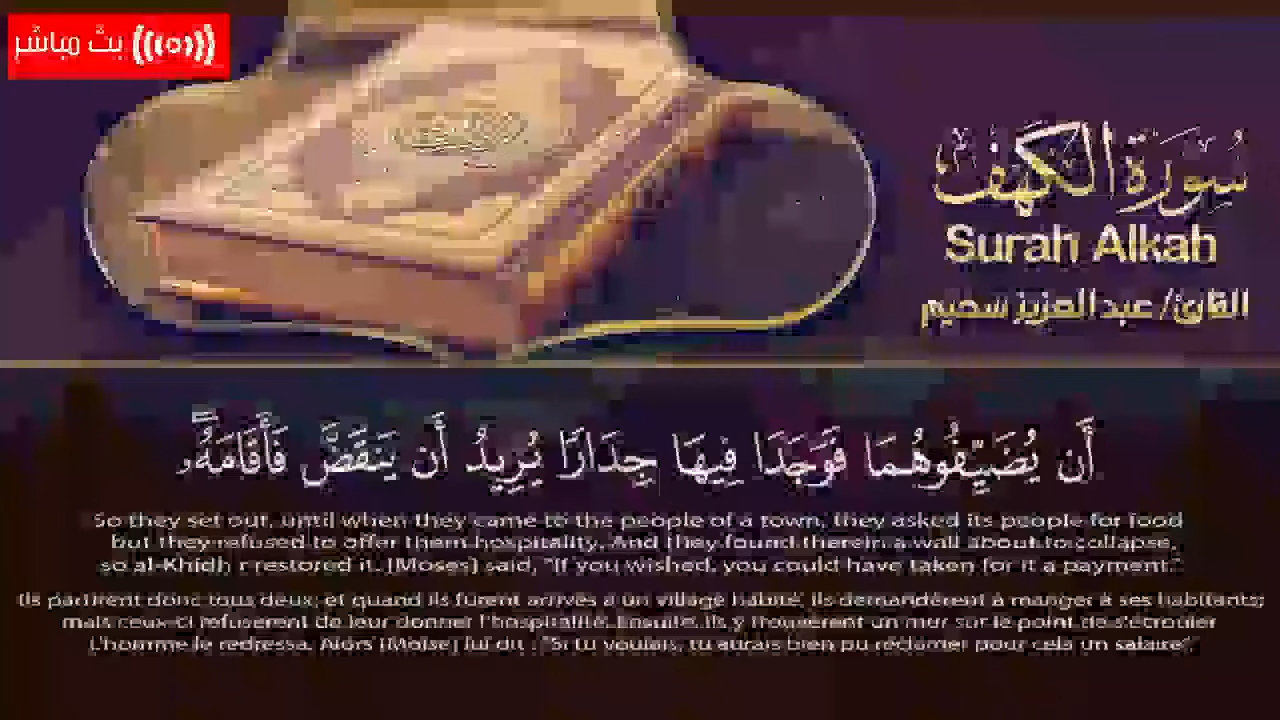 بث مباشر
سُورَةُ الكَهْف
Surah Alkah
القارئ/ عبد العزيز سحيم
أَن يُضَيِّفُوهُمَا فَوَجَدَا فِيهَا جِدَارًا يُرِيدُ أَن يَنقَضَّ فَأَقَامَهُۥ ۖ
So they set out, until when they came to the people of a town, they asked its people for food
but they refused to offer them hospitality. And they found therein a wall about to collapse,
so al-Khidh r restored it. [Moses] said, "If you wished, you could have taken for it a payment."
Ils partirent donc tous deux; et quand ils furent arrivés à un village habité, ils demandèrent à manger à ses habitants;
mais ceux-ci refusèrent de leur donner l'hospitalité. Ensuite, ils y trouvèrent un mur sur le point de s'écrouler
L'homme le redressa. Alors [Moïse] lui dit : "Si tu voulais, tu aurais bien pu réclamer pour cela un salaire".